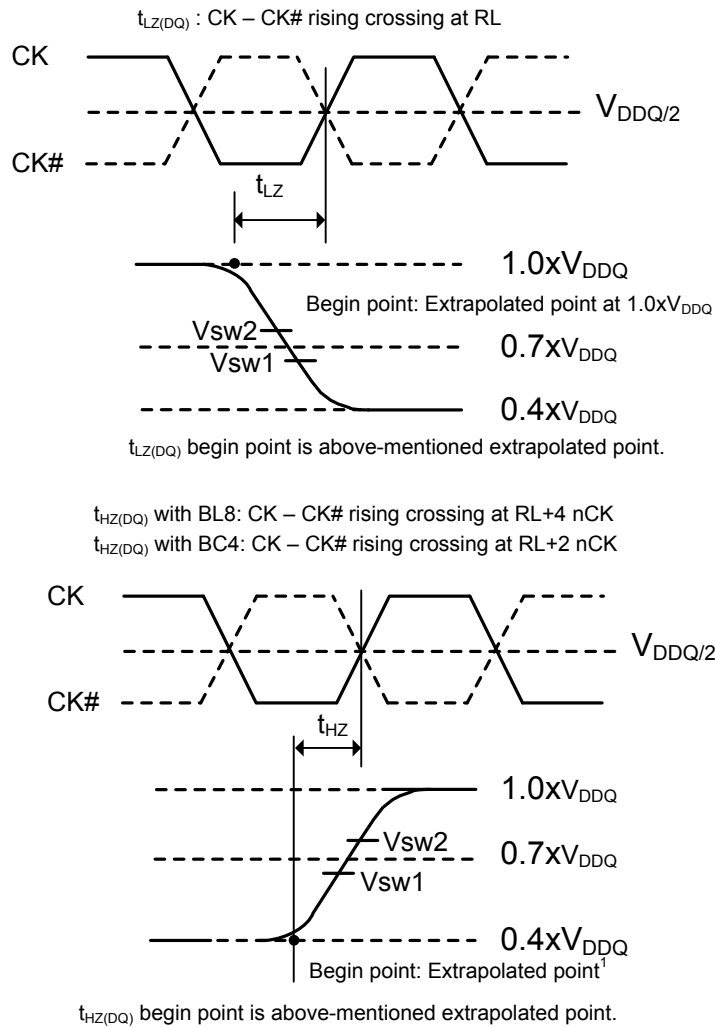 tLZ(DQ) : CK – CK# rising crossing at RL
CK
VDDQ/2
CK#
tLZ
1.0xVDDQ
Begin point: Extrapolated point at 1.0xVDDQ
Vsw2
0.7xVDDQ
Vsw1
0.4xVDDQ
tLZ(DQ) begin point is above-mentioned extrapolated point.
tHZ(DQ) with BL8: CK – CK# rising crossing at RL+4 nCK
tHZ(DQ) with BC4: CK – CK# rising crossing at RL+2 nCK
CK
VDDQ/2
CK#
tHZ
1.0xVDDQ
Vsw2
0.7xVDDQ
Vsw1
0.4xVDDQ
Begin point: Extrapolated point1
tHZ(DQ) begin point is above-mentioned extrapolated point.